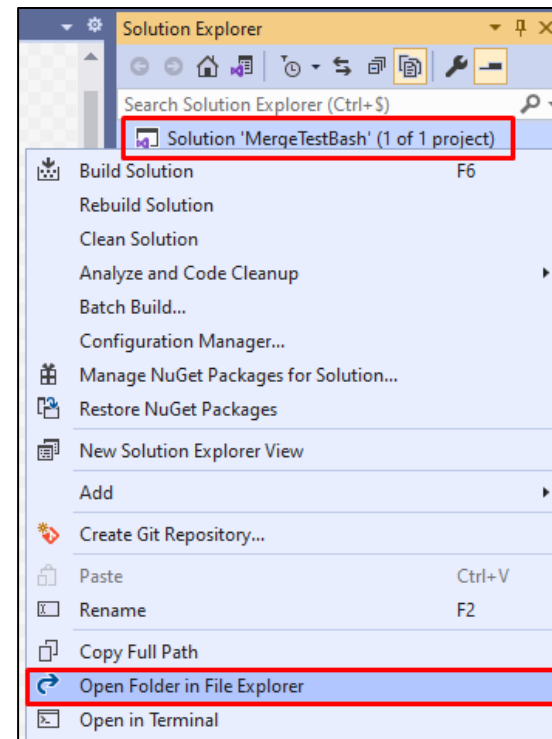 Solution Explorer
Search Solution Explorer (Ctrl+$)
Solution 'MergeTestBash' (1 of 1 project)
Build Solution F6
Rebuild Solution
Clean Solution
Analyze and Code Cleanup
Batch Build...
Configuration Manager...
Manage NuGet Packages for Solution...
Restore NuGet Packages
New Solution Explorer View
Add
Create Git Repository...
Paste Ctrl+V
Rename F2
Copy Full Path
Open Folder in File Explorer
Open in Terminal